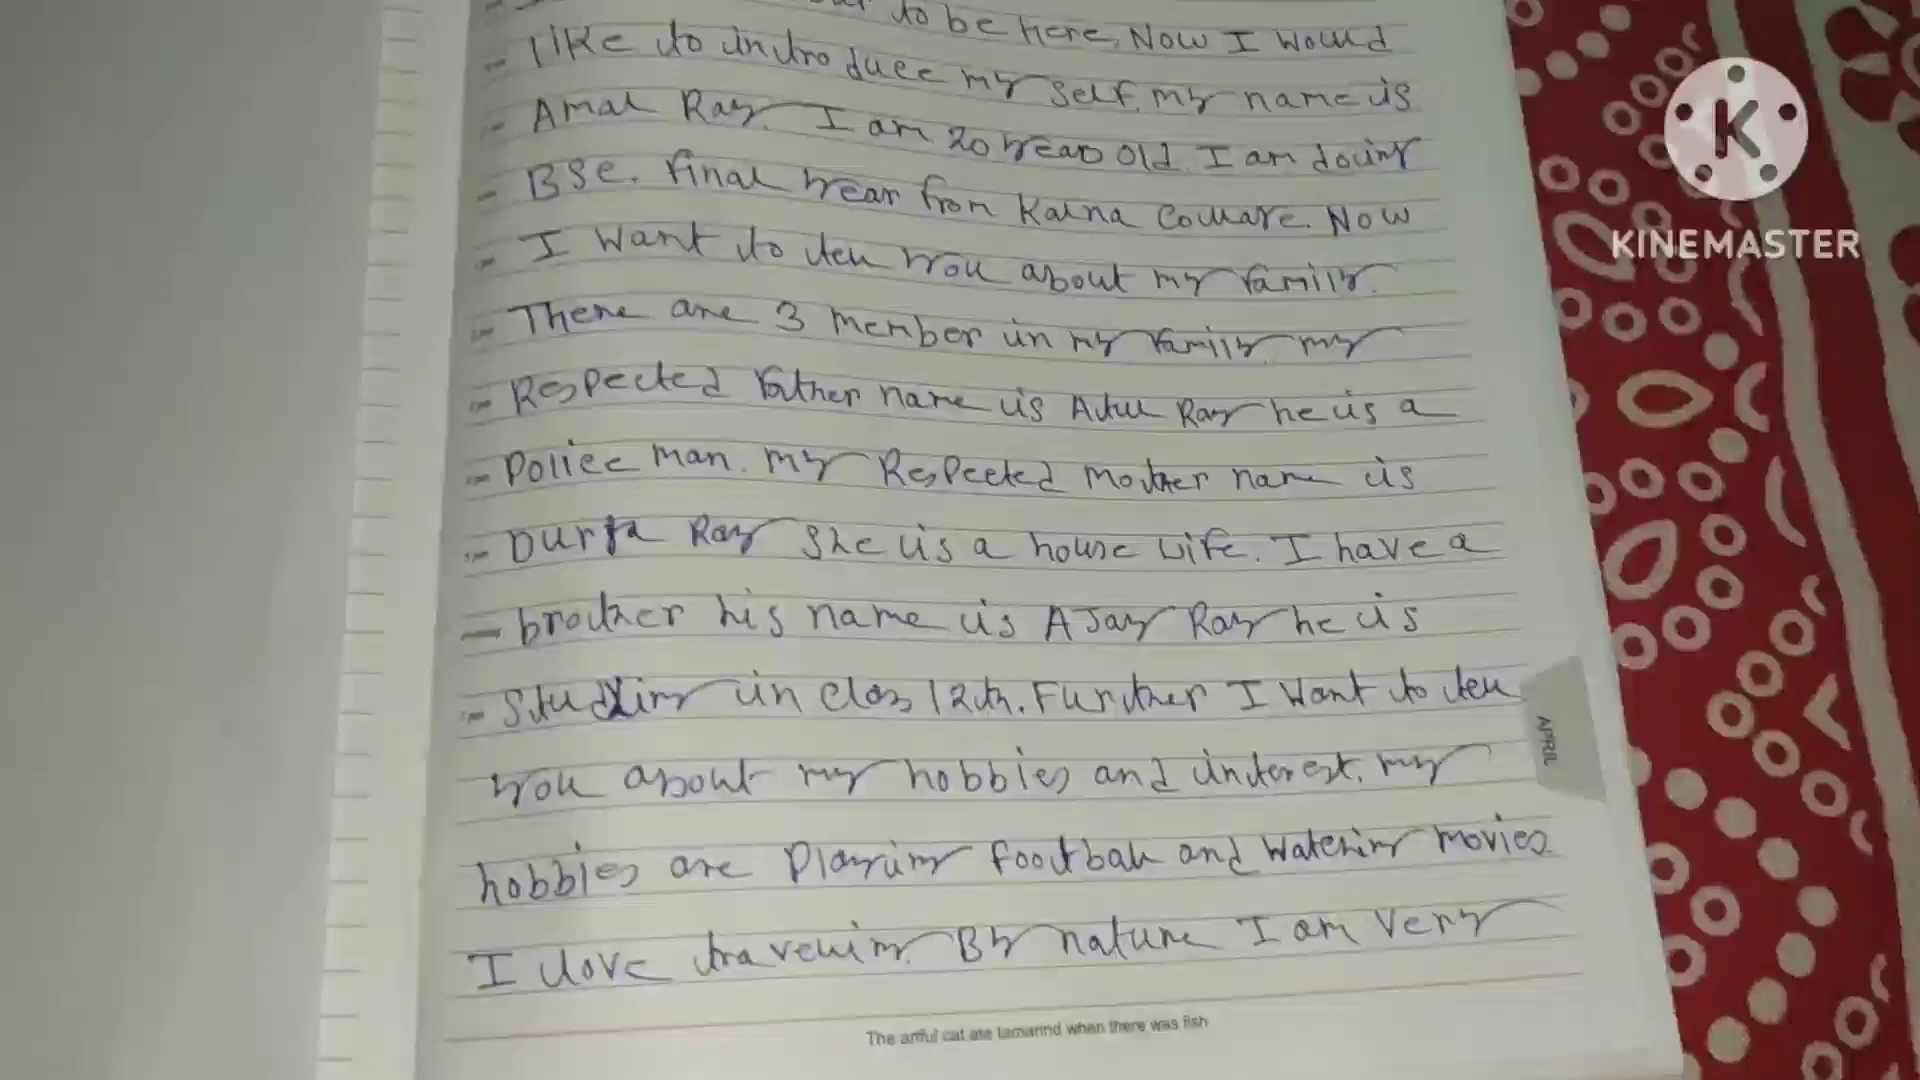 to be here. Now I would
like to introduce my self. my name is
Amal Ray. I am 20 year old. I am doing
BSc. final year from Kalna Collage. Now
I want to tell you about my family.
There are 3 member in my family. my
Respected father name is Atul Ray he is a
Police man. my Respected mother name is
Durga Ray She is a house wife. I have a
brother his name is AJay Ray he is
Studying in class 12th. Further I want to tell
you about my hobbies and interest. my
hobbies are Playing football and watching movies.
I love traveling. By nature I am very
The artful cat ate tamarind when there was fish
APRIL
K
KINEMASTER